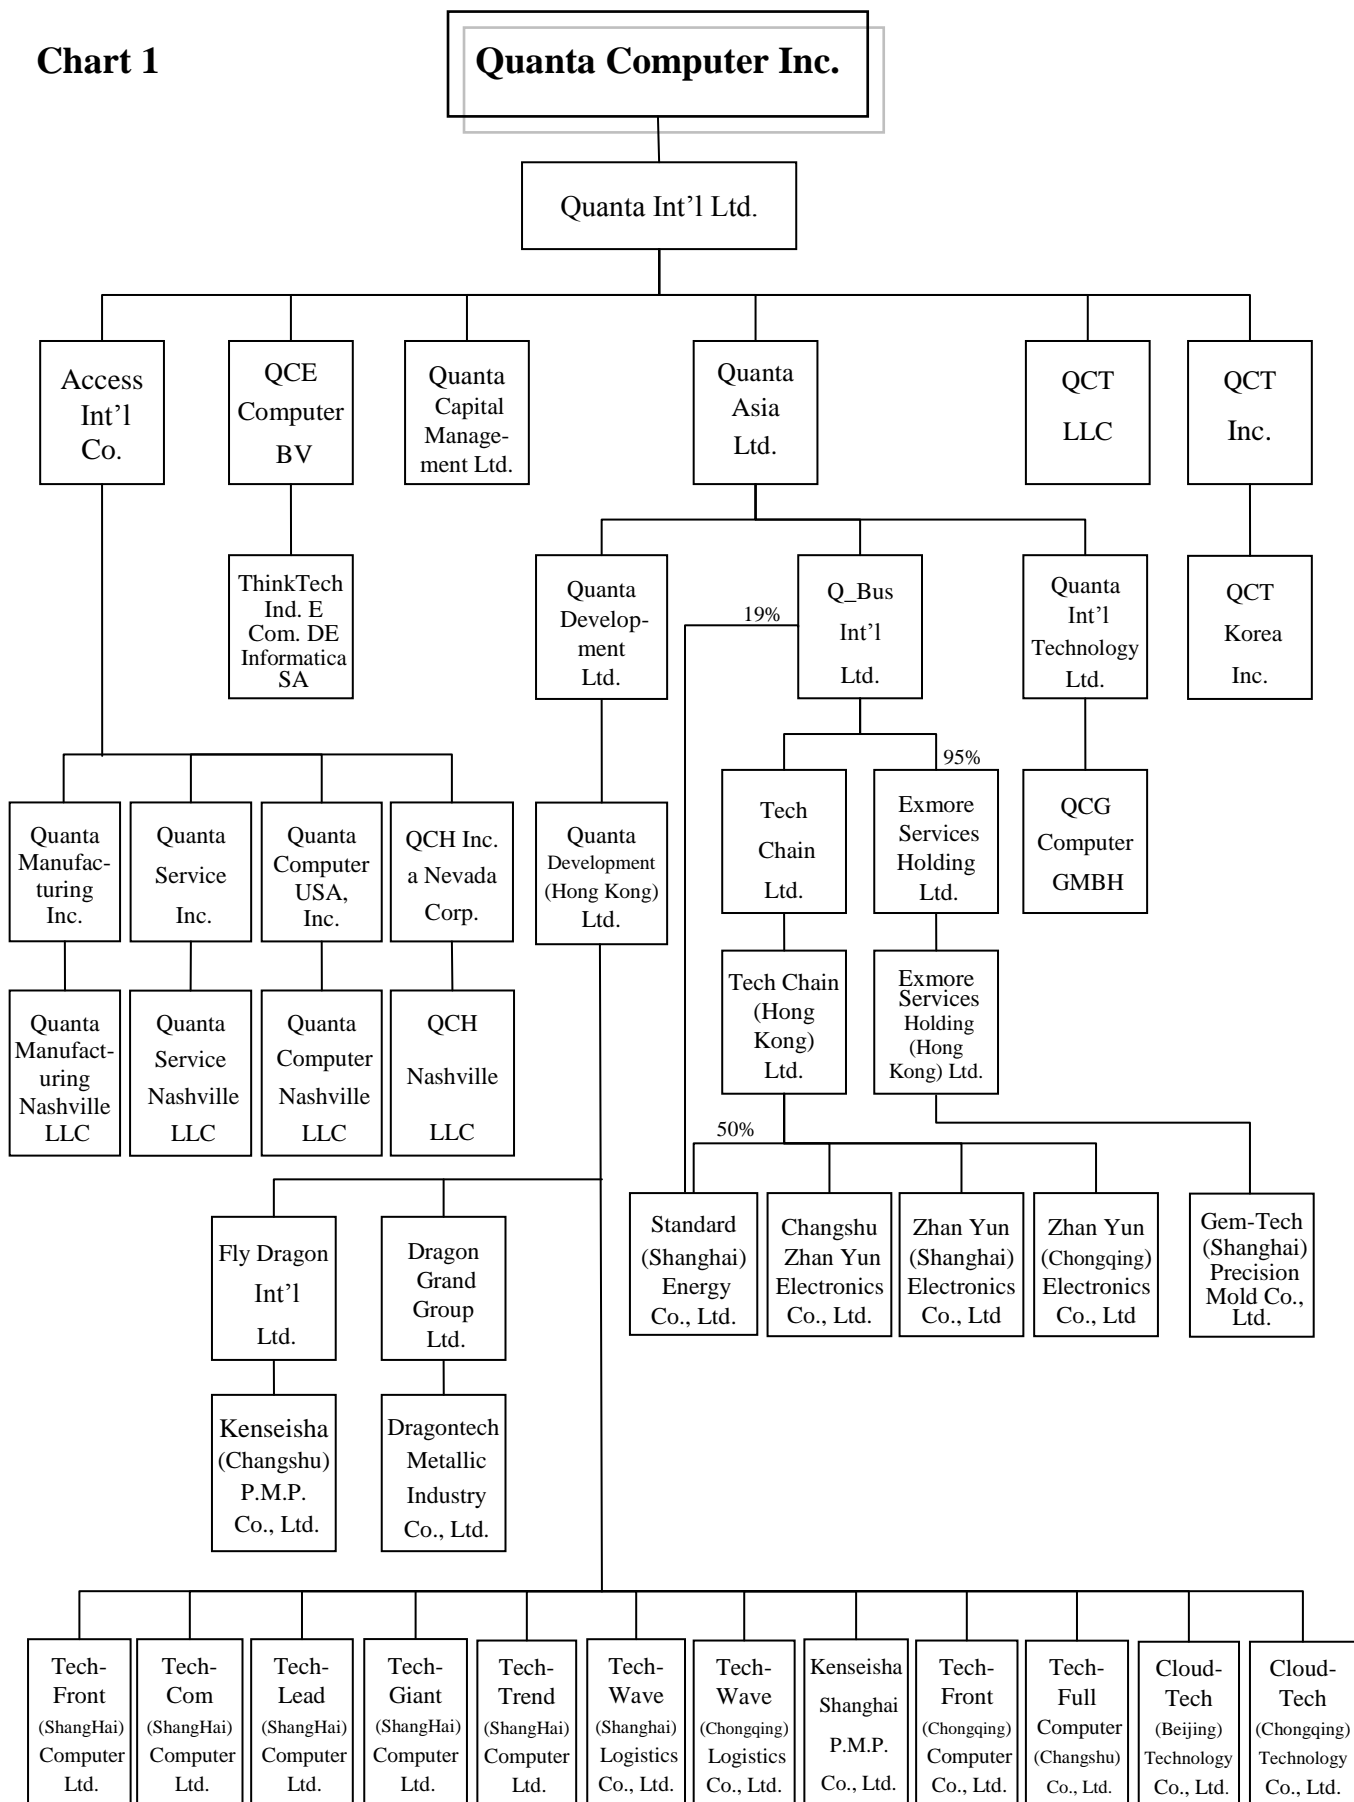 Chart 1
Quanta Computer Inc.
Quanta Int’l Ltd.
Access
Int’l
Co.
QCE
Computer
BV
Quanta
Capital
Manage-
ment Ltd.
Quanta
Asia
Ltd.
QCT
LLC
QCT
Inc.
ThinkTech
Ind. E
Com. DE
Informatica
SA
Quanta
Develop-
ment
Ltd.
19%
Q_Bus
Int’l
Ltd.
Quanta
Int’l
Technology
Ltd.
QCT
Korea
Inc.
95%
Quanta
Manufac-
turing
Inc.
Quanta
Service
Inc.
Quanta
Computer
USA,
Inc.
QCH Inc.
a Nevada
Corp.
Quanta
Development
(Hong Kong)
Ltd.
Tech
Chain
Ltd.
Exmore
Services
Holding
Ltd.
QCG
Computer
GMBH
Quanta
Manufact-
uring
Nashville
LLC
Quanta
Service
Nashville
LLC
Quanta
Computer
Nashville
LLC
QCH
Nashville
LLC
Tech Chain
(Hong
Kong)
Ltd.
Exmore
Services
Holding
(Hong
Kong) Ltd.
50%
Fly Dragon
Int’l
Ltd.
Dragon
Grand
Group
Ltd.
Standard
(Shanghai)
Energy
Co., Ltd.
Changshu
Zhan Yun
Electronics
Co., Ltd.
Zhan Yun
(Shanghai)
Electronics
Co., Ltd
Zhan Yun
(Chongqing)
Electronics
Co., Ltd
Gem-Tech
(Shanghai)
Precision
Mold Co.,
Ltd.
Kenseisha
(Changshu)
P.M.P.
Co., Ltd.
Dragontech
Metallic
Industry
Co., Ltd.
Tech-
Front
(ShangHai)
Computer
Ltd.
Tech-
Com
(ShangHai)
Computer
Ltd.
Tech-
Lead
(ShangHai)
Computer
Ltd.
Tech-
Giant
(ShangHai)
Computer
Ltd.
Tech-
Trend
(ShangHai)
Computer
Ltd.
Tech-
Wave
(Shanghai)
Logistics
Co., Ltd.
Tech-
Wave
(Chongqing)
Logistics
Co., Ltd.
Kenseisha
Shanghai
P.M.P.
Co., Ltd.
Tech-
Front
(Chongqing)
Computer
Co., Ltd.
Tech-
Full
Computer
(Changshu)
Co., Ltd.
Cloud-
Tech
(Beijing)
Technology
Co., Ltd.
Cloud-
Tech
(Chongqing)
Technology
Co., Ltd.